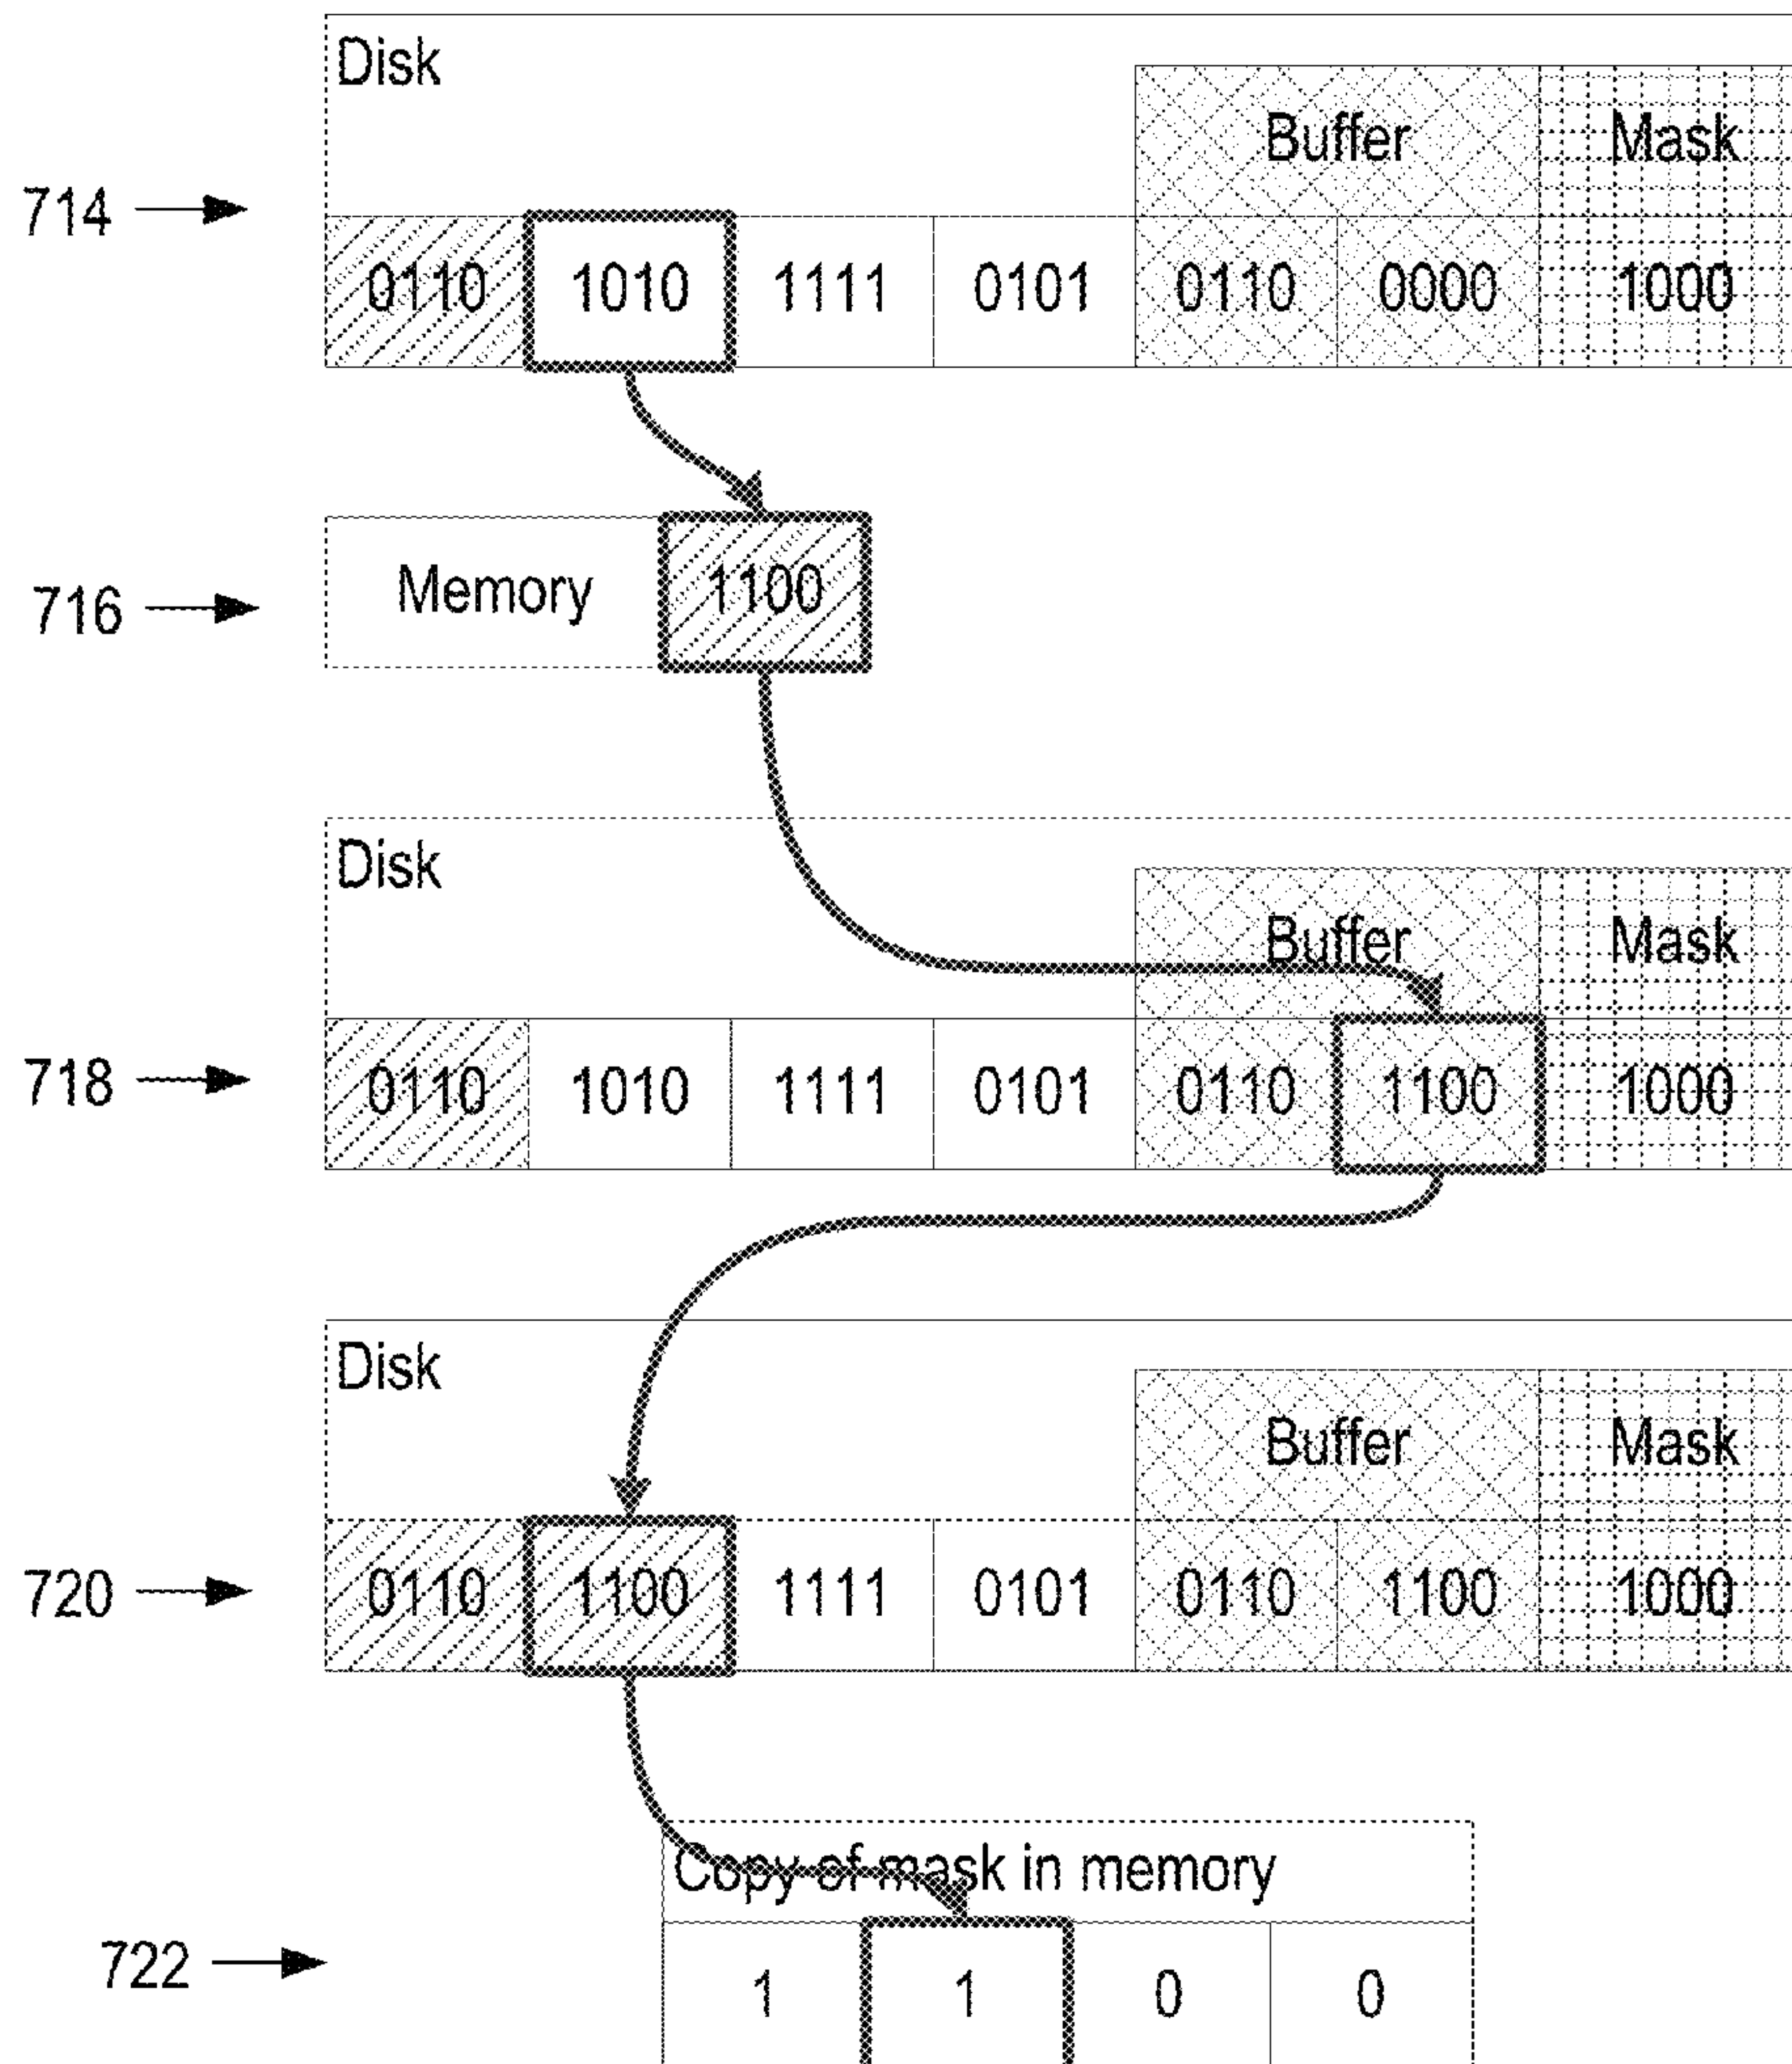 Disk
Buffer Mask
714
0110 1010 1111 0101 0110 0000 1000
716 Memory 1100
Disk
Buffer Mask
718 0110 1010 1111 0101 0110 1100 1000
Disk
Buffer Mask
720 0110 1100 1111 0101 0110 1100 1000
Copy of mask in memory
722 1 1 0 0